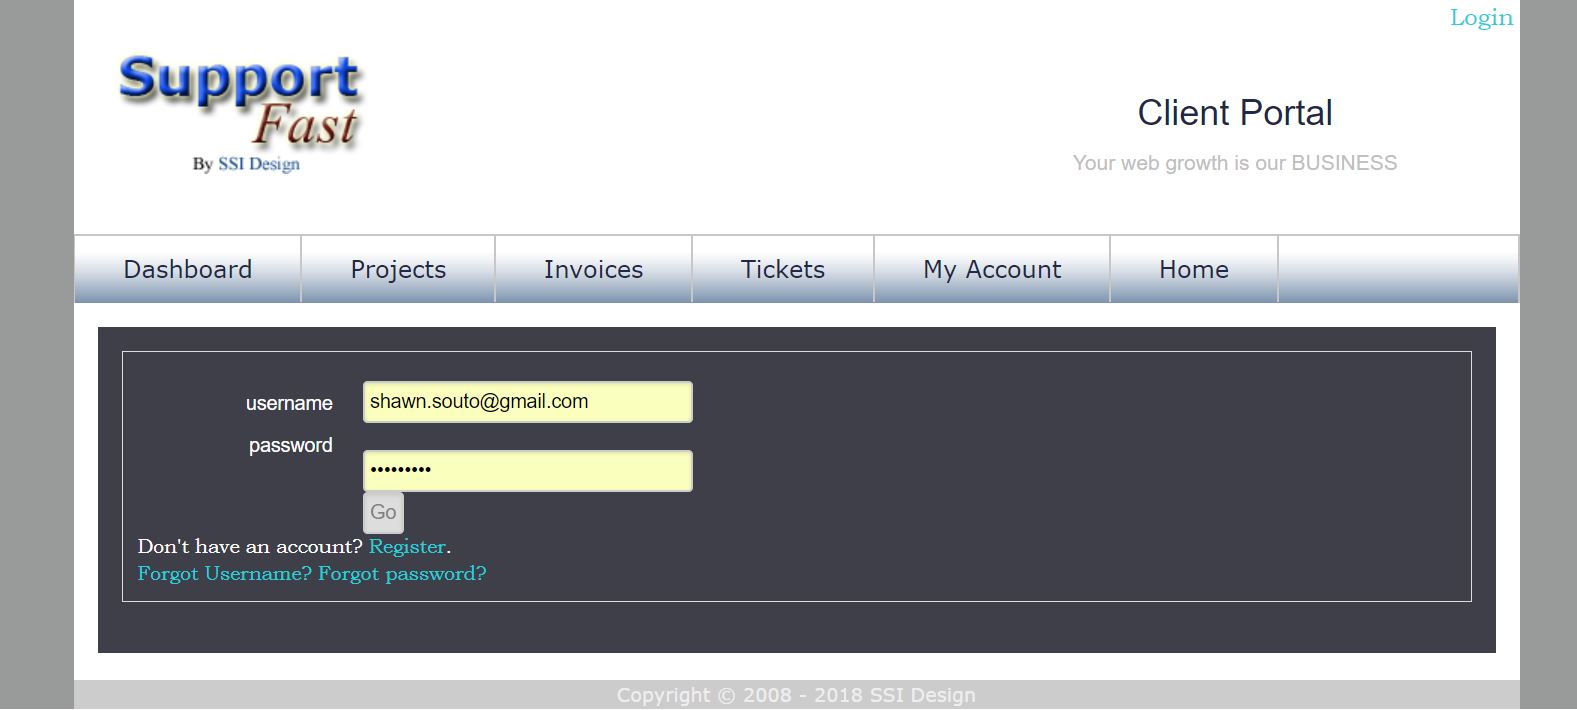 Login
Support
Fast
By SSI Design
Client Portal
Your web growth is our BUSINESS
Dashboard Projects Invoices Tickets My Account Home
username shawn.souto@gmail.com
password •••••••••
Go
Don't have an account? Register.
Forgot Username? Forgot password?
Copyright © 2008 - 2018 SSI Design